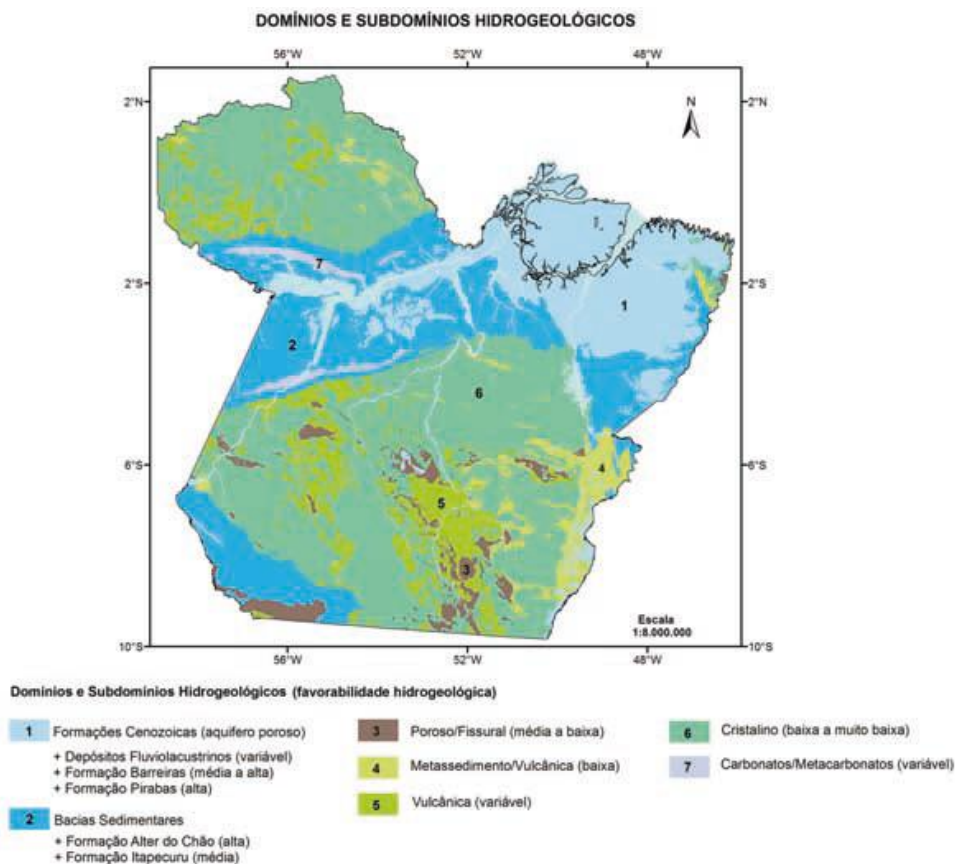 DOMÍNIOS E SUBDOMÍNIOS HIDROGEOLÓGICOS
56°W 52°W 48°W
2°N 2°N
N
7
2°S 2°S
1
2
6
4
6°S 6°S
5
3
Escala
1:8.000.000
10°S 10°S
56°W 52°W 48°W
Domínios e Subdomínios Hidrogeológicos (favorabilidade hidrogeológica)
1 Formações Cenozoicas (aquifero poroso)
+ Depósitos Fluviolacustrinos (variável)
+ Formação Barreiras (média a alta)
+ Formação Pirabas (alta)
2 Bacias Sedimentares
+ Formação Alter do Chão (alta)
+ Formação Itapecuru (média)
3 Poroso/Fissural (média a baixa)
4 Metassedimento/Vulcânica (baixa)
5 Vulcânica (variável)
6 Cristalino (baixa a muito baixa)
7 Carbonatos/Metacarbonatos (variável)